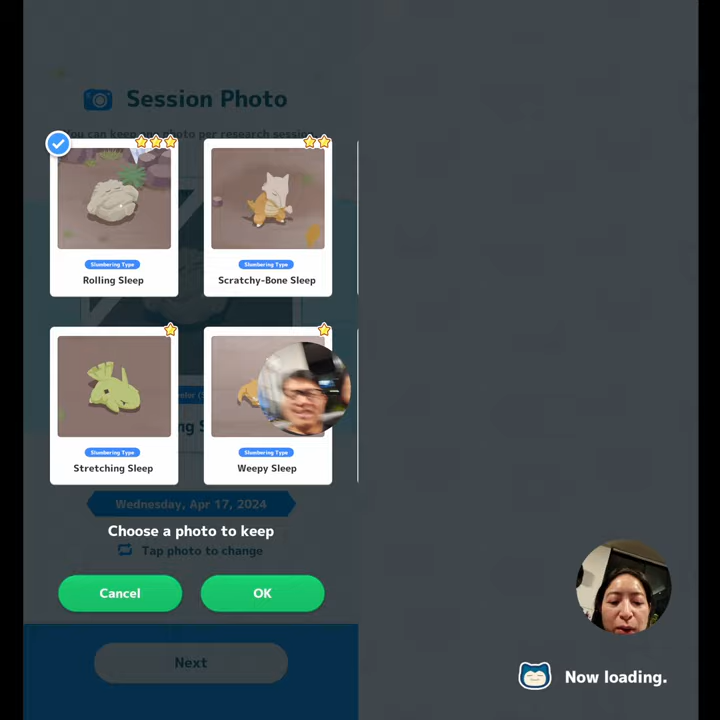 Session Photo
You can keep one photo per research session.
Slumbering Type
Rolling Sleep
Slumbering Type
Scratchy-Bone Sleep
Slumbering Type
Stretching Sleep
Slumbering Type
Weepy Sleep
Wednesday, Apr 17, 2024
Choose a photo to keep
Tap photo to change
Cancel
OK
Next
Now loading.